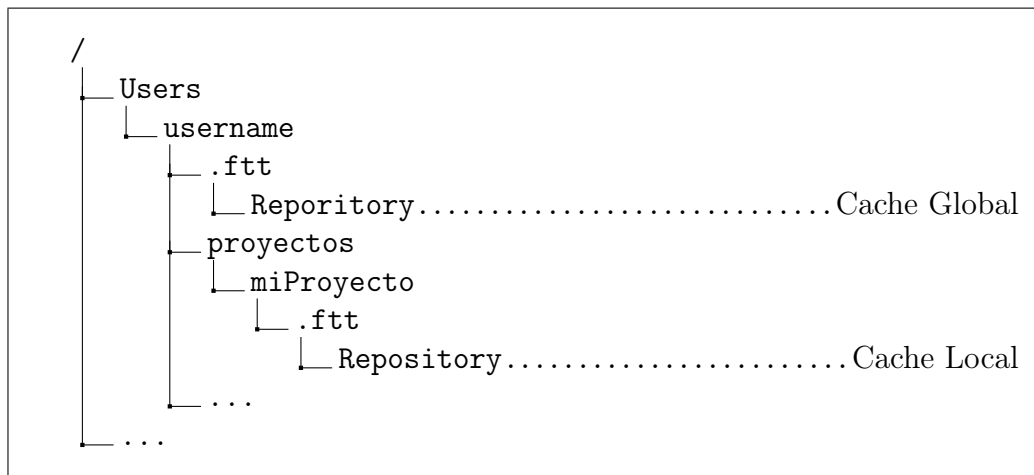 /
Users
username
.ftt
Reporitory..............................Cache Global
proyectos
miProyecto
.ftt
Repository........................Cache Local
...
...